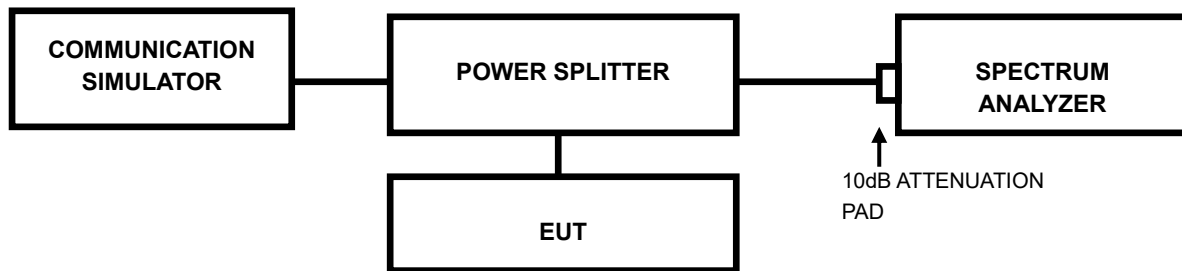 COMMUNICATION
SIMULATOR
POWER SPLITTER
SPECTRUM
ANALYZER
10dB ATTENUATION
PAD
EUT